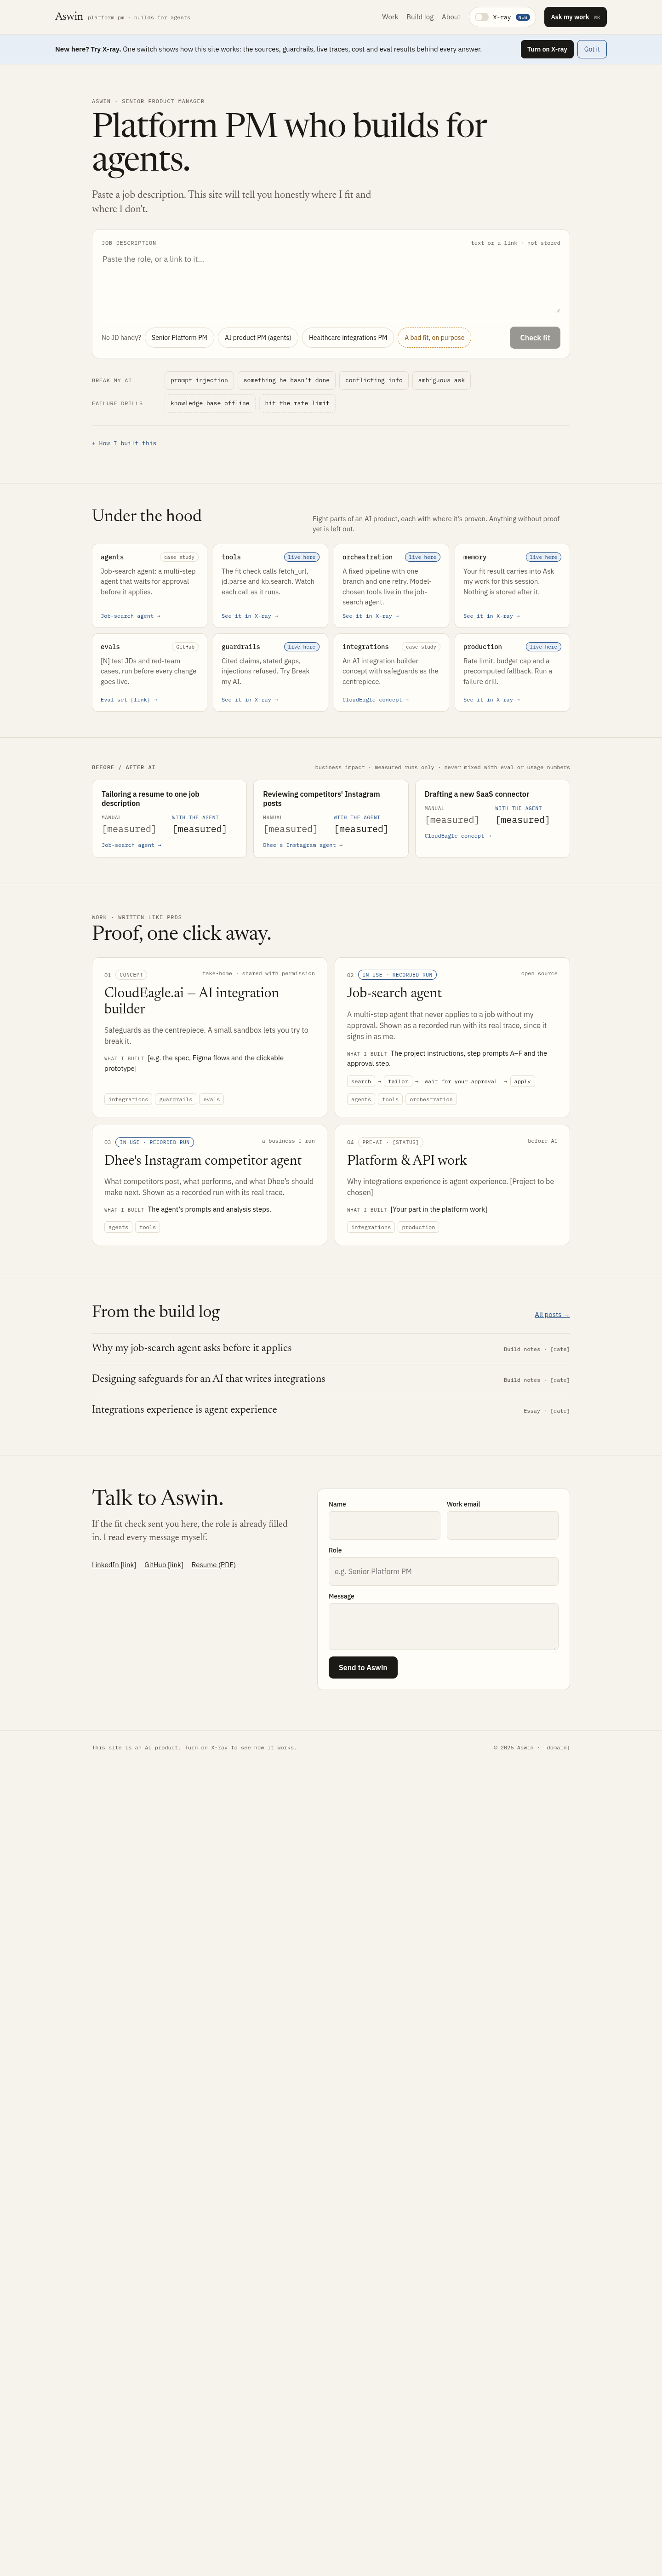 Aswin platform pm · builds for agents
Work Build log About X-ray NEW Ask my work ⌘K
New here? Try X-ray. One switch shows how this site works: the sources, guardrails, live traces, cost and eval results behind every answer. Turn on X-ray Got it
ASWIN · SENIOR PRODUCT MANAGER
Platform PM who builds for
agents.
Paste a job description. This site will tell you honestly where I fit and
where I don't.
JOB DESCRIPTION text or a link · not stored
Paste the role, or a link to it...
No JD handy? Senior Platform PM AI product PM (agents) Healthcare integrations PM A bad fit, on purpose Check fit
BREAK MY AI prompt injection something he hasn't done conflicting info ambiguous ask
FAILURE DRILLS knowledge base offline hit the rate limit
+ How I built this
Under the hood
Eight parts of an AI product, each with where it's proven. Anything without proof
yet is left out.
agents case study
Job-search agent: a multi-step
agent that waits for approval
before it applies.
Job-search agent →
tools live here
The fit check calls fetch_url,
jd.parse and kb.search. Watch
each call as it runs.
See it in X-ray →
orchestration live here
A fixed pipeline with one
branch and one retry. Model-
chosen tools live in the job-
search agent.
See it in X-ray →
memory live here
Your fit result carries into Ask
my work for this session.
Nothing is stored after it.
See it in X-ray →
evals GitHub
[N] test JDs and red-team
cases, run before every change
goes live.
Eval set [link] →
guardrails live here
Cited claims, stated gaps,
injections refused. Try Break
my AI.
See it in X-ray →
integrations case study
An AI integration builder
concept with safeguards as the
centrepiece.
CloudEagle concept →
production live here
Rate limit, budget cap and a
precomputed fallback. Run a
failure drill.
See it in X-ray →
BEFORE / AFTER AI business impact · measured runs only · never mixed with eval or usage numbers
Tailoring a resume to one job
description
MANUAL WITH THE AGENT
[measured] [measured]
Job-search agent →
Reviewing competitors' Instagram
posts
MANUAL WITH THE AGENT
[measured] [measured]
Dhee's Instagram agent →
Drafting a new SaaS connector
MANUAL WITH THE AGENT
[measured] [measured]
CloudEagle concept →
WORK · WRITTEN LIKE PRDS
Proof, one click away.
01 CONCEPT take-home · shared with permission
CloudEagle.ai — AI integration
builder
Safeguards as the centrepiece. A small sandbox lets you try to
break it.
WHAT I BUILT [e.g. the spec, Figma flows and the clickable
prototype]
integrations guardrails evals
02 IN USE · RECORDED RUN open source
Job-search agent
A multi-step agent that never applies to a job without my
approval. Shown as a recorded run with its real trace, since it
signs in as me.
WHAT I BUILT The project instructions, step prompts A–F and the
approval step.
search → tailor → wait for your approval → apply
agents tools orchestration
03 IN USE · RECORDED RUN a business I run
Dhee's Instagram competitor agent
What competitors post, what performs, and what Dhee's should
make next. Shown as a recorded run with its real trace.
WHAT I BUILT The agent's prompts and analysis steps.
agents tools
04 PRE-AI · [STATUS] before AI
Platform & API work
Why integrations experience is agent experience. [Project to be
chosen]
WHAT I BUILT [Your part in the platform work]
integrations production
From the build log All posts →
Why my job-search agent asks before it applies Build notes · [date]
Designing safeguards for an AI that writes integrations Build notes · [date]
Integrations experience is agent experience Essay · [date]
Talk to Aswin.
If the fit check sent you here, the role is already filled
in. I read every message myself.
LinkedIn [link] GitHub [link] Resume (PDF)
Name Work email
Role
e.g. Senior Platform PM
Message
Send to Aswin
This site is an AI product. Turn on X-ray to see how it works. © 2026 Aswin · [domain]